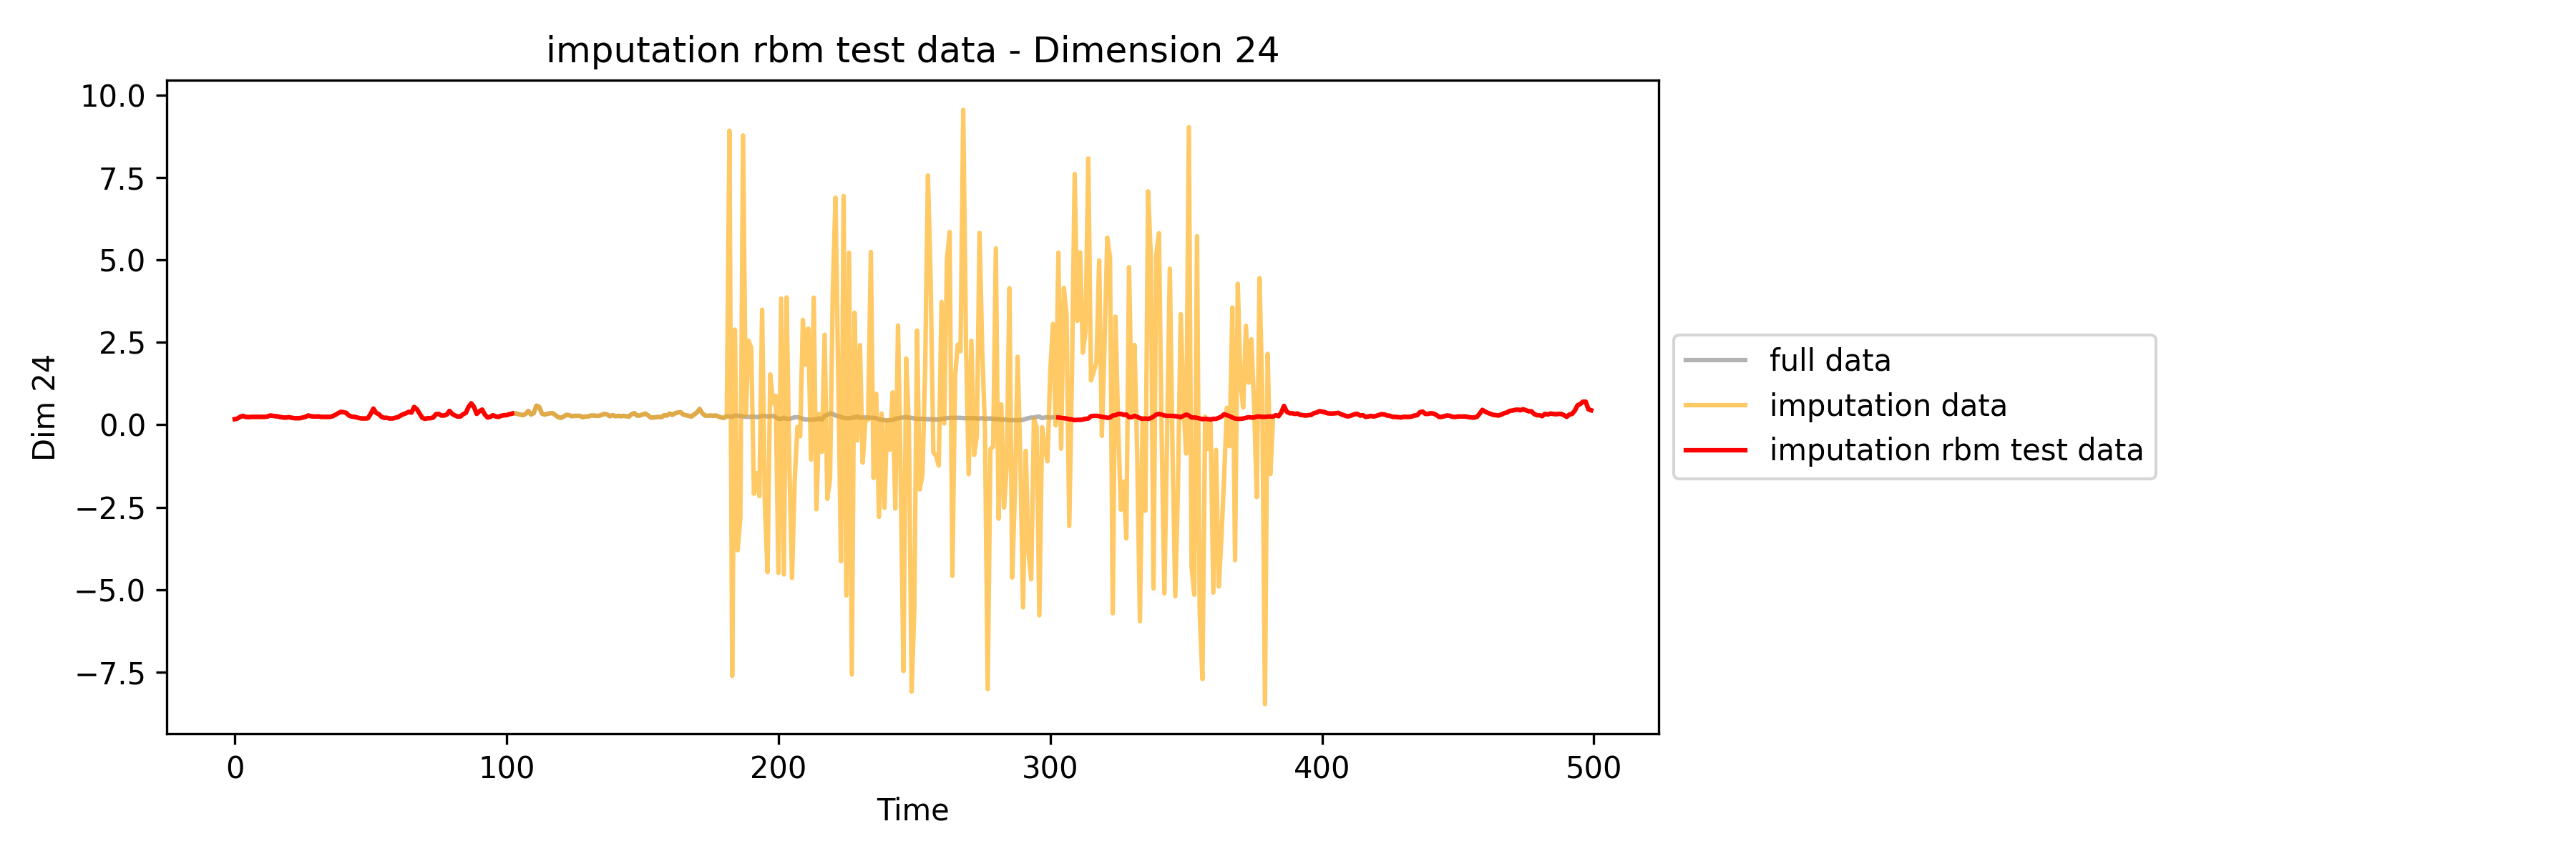 imputation rbm test data - Dimension 24
10.0
7.5
5.0
2.5
0.0
−2.5
−5.0
−7.5
Dim 24
0 100 200 300 400 500
Time
full data
imputation data
imputation rbm test data